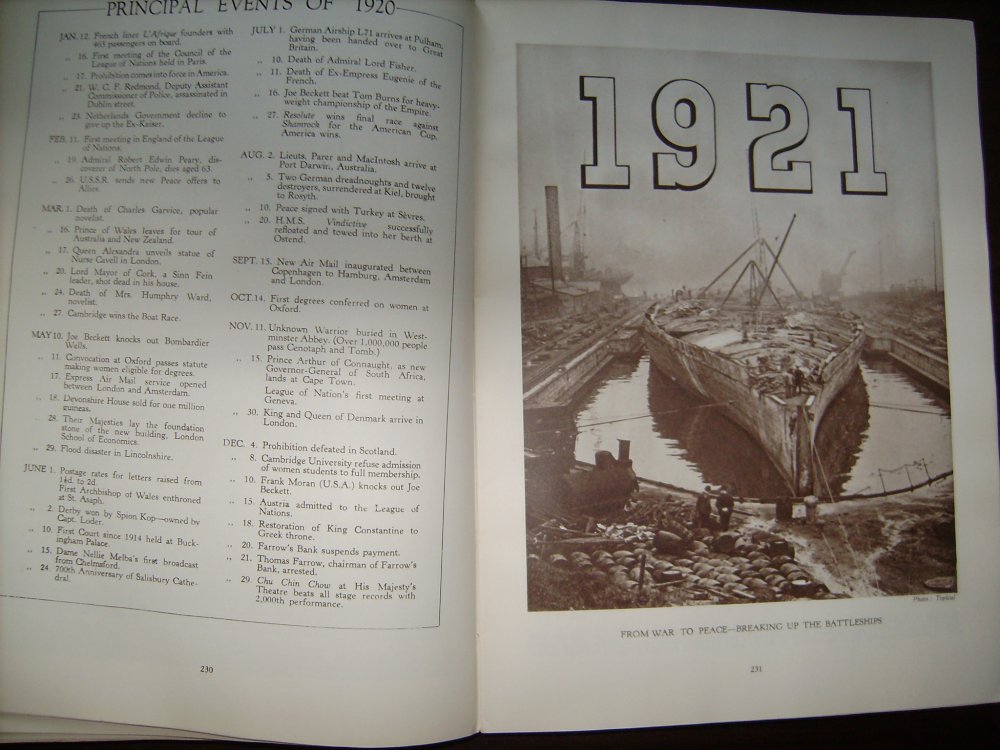 PRINCIPAL EVENTS OF 1920
JAN. 12. French liner L'Afrique founders with
465 passengers on board.
„ 16. First meeting of the Council of the
League of Nations held in Paris.
„ 17. Prohibition comes into force in America.
„ 21. W. C. F. Redmond, Deputy Assistant
Commissioner of Police, assassinated in
Dublin street.
„ 23. Netherlands Government decline to
give up the Ex-Kaiser.
FEB. 11. First meeting in England of the League
of Nations.
„ 19. Admiral Robert Edwin Peary, dis-
coverer of North Pole, dies aged 63.
„ 26. U.S.S.R. sends new Peace offers to
Allies.
MAR. 1. Death of Charles Garvice, popular
novelist.
„ 16. Prince of Wales leaves for tour of
Australia and New Zealand.
„ 17. Queen Alexandra unveils statue of
Nurse Cavell in London.
„ 20. Lord Mayor of Cork, a Sinn Fein
leader, shot dead in his house.
„ 24. Death of Mrs. Humphry Ward,
novelist.
„ 27. Cambridge wins the Boat Race.
MAY 10. Joe Beckett knocks out Bombardier
Wells.
„ 11. Convocation at Oxford passes statute
making women eligible for degrees.
17. Express Air Mail service opened
between London and Amsterdam.
„ 18. Devonshire House sold for one million
guineas.
28. Their Majesties lay the foundation
stone of the new building, London
School of Economics.
„ 29. Flood disaster in Lincolnshire.
JUNE 1. Postage rates for letters raised from
1½d. to 2d.
First Archbishop of Wales enthroned
at St. Asaph.
„ 2. Derby won by Spion Kop—owned by
Capt. Loder.
„ 10. First Court since 1914 held at Buck-
ingham Palace.
„ 15. Dame Nellie Melba's first broadcast
from Chelmsford.
„ 24. 700th Anniversary of Salisbury Cathe-
dral.
JULY 1. German Airship L71 arrives at Pulham,
having been handed over to Great
Britain.
„ 10. Death of Admiral Lord Fisher.
„ 11. Death of Ex-Empress Eugenie of the
French.
„ 16. Joe Beckett beat Tom Burns for heavy-
weight championship of the Empire.
„ 27. Resolute wins final race against
Shamrock for the American Cup,
America wins.
AUG. 2. Lieuts. Parer and MacIntosh arrive at
Port Darwin, Australia.
„ 5. Two German dreadnoughts and twelve
destroyers, surrendered at Kiel, brought
to Rosyth.
„ 10. Peace signed with Turkey at Sèvres.
„ 20. H.M.S. Vindictive successfully
refloated and towed into her berth at
Ostend.
SEPT. 15. New Air Mail inaugurated between
Copenhagen to Hamburg, Amsterdam
and London.
OCT. 14. First degrees conferred on women at
Oxford.
NOV. 11. Unknown Warrior buried in West-
minster Abbey. (Over 1,000,000 people
pass Cenotaph and Tomb.)
„ 15. Prince Arthur of Connaught, as new
Governor-General of South Africa,
lands at Cape Town.
League of Nation's first meeting at
Geneva.
„ 30. King and Queen of Denmark arrive in
London.
DEC. 4. Prohibition defeated in Scotland.
„ 8. Cambridge University refuse admission
of women students to full membership.
„ 10. Frank Moran (U.S.A.) knocks out Joe
Beckett.
„ 15. Austria admitted to the League of
Nations.
„ 18. Restoration of King Constantine to
Greek throne.
„ 20. Farrow's Bank suspends payment.
„ 21. Thomas Farrow, chairman of Farrow's
Bank, arrested.
„ 29. Chu Chin Chow at His Majesty's
Theatre beats all stage records with
2,000th performance.
230
1921
Photo: Topical
FROM WAR TO PEACE—BREAKING UP THE BATTLESHIPS
231